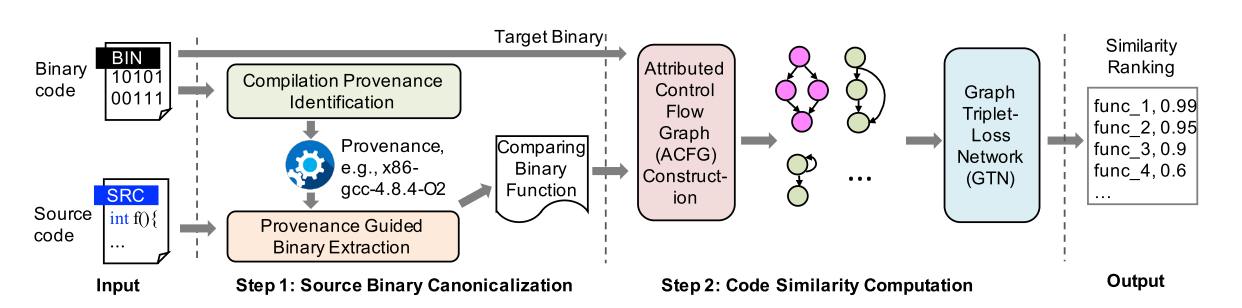 Binary
code
BIN
10101
00111
Source
code
SRC
int f(){
...
Input
Target Binary
Compilation Provenance
Identification
Provenance,
e.g., x86-
gcc-4.8.4-O2
Provenance Guided
Binary Extraction
Comparing
Binary
Function
Step 1: Source Binary Canonicalization
Attributed
Control
Flow
Graph
(ACFG)
Construct-
ion
...
Graph
Triplet-
Loss
Network
(GTN)
Step 2: Code Similarity Computation
Similarity
Ranking
func_1, 0.99
func_2, 0.95
func_3, 0.9
func_4, 0.6
...
Output